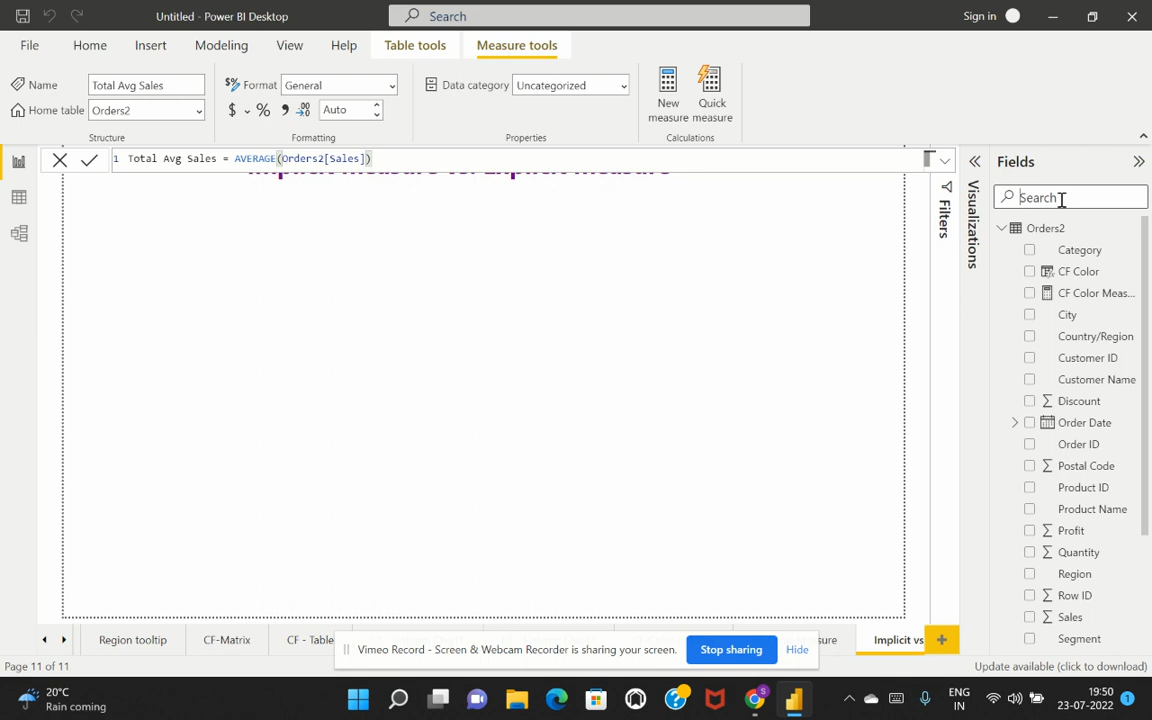 Untitled - Power BI Desktop
Search
Sign in
File
Home
Insert
Modeling
View
Help
Table tools
Measure tools
Name
Total Avg Sales
Format
General
Data category
Uncategorized
New
measure
Quick
measure
Home table
Orders2
$
%
Auto
Structure
Formatting
Properties
Calculations
1 Total Avg Sales = AVERAGE(Orders2[Sales])
Implicit Measure vs. Explicit Measure
Filters
Visualizations
Fields
Search
Orders2
Category
CF Color
CF Color Meas...
City
Country/Region
Customer ID
Customer Name
Discount
Order Date
Order ID
Postal Code
Product ID
Product Name
Profit
Quantity
Region
Row ID
Sales
Segment
Region tooltip
CF-Matrix
CF - Table
Implicit vs
Vimeo Record - Screen & Webcam Recorder is sharing your screen.
Stop sharing
Hide
Page 11 of 11
Update available (click to download)
20°C
Rain coming
ENG
IN
19:50
23-07-2022
1